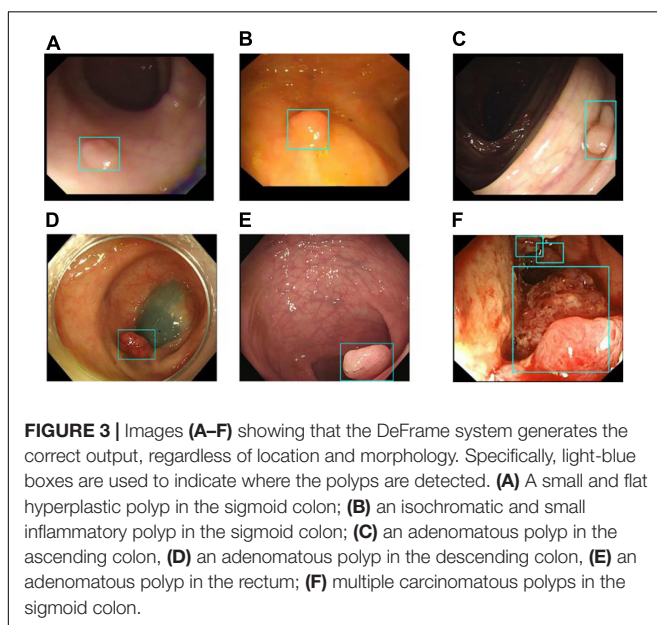 A
B
C
D
E
F
FIGURE 3 | Images (A–F) showing that the DeFrame system generates the
correct output, regardless of location and morphology. Specifically, light-blue
boxes are used to indicate where the polyps are detected. (A) A small and flat
hyperplastic polyp in the sigmoid colon; (B) an isochromatic and small
inflammatory polyp in the sigmoid colon; (C) an adenomatous polyp in the
ascending colon, (D) an adenomatous polyp in the descending colon, (E) an
adenomatous polyp in the rectum; (F) multiple carcinomatous polyps in the
sigmoid colon.